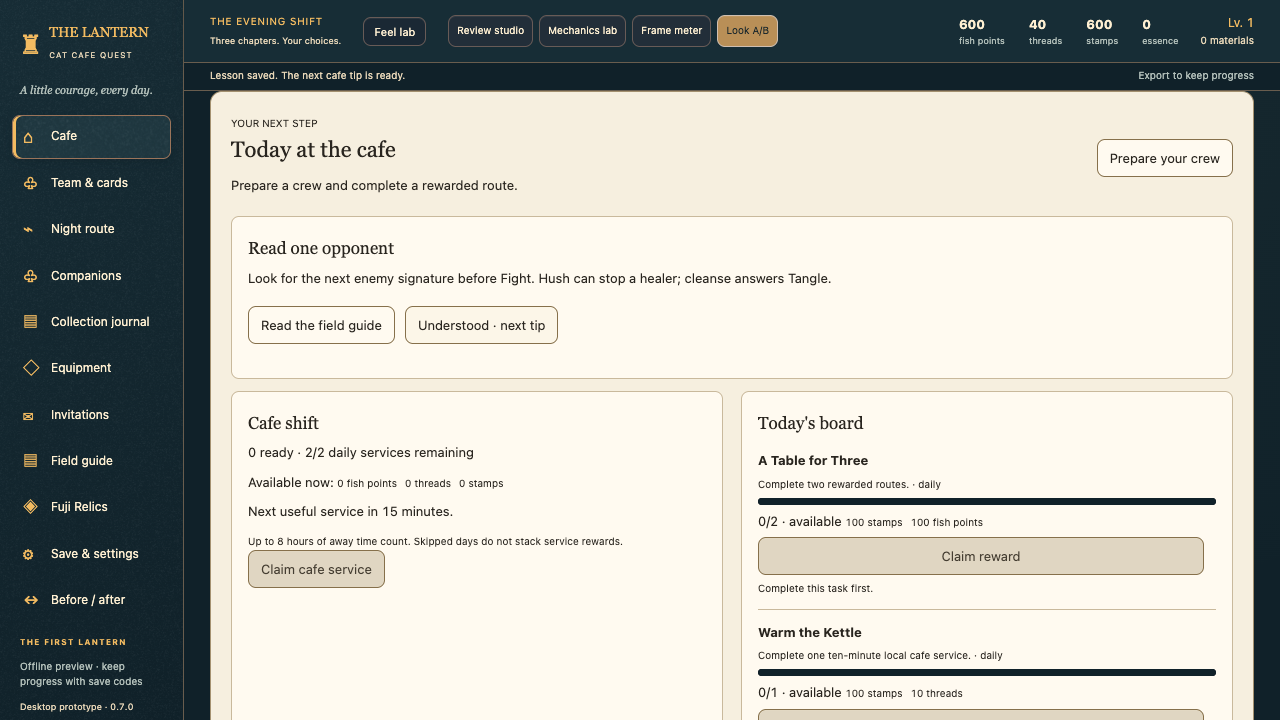 THE LANTERN
CAT CAFE QUEST
A little courage, every day.
Cafe
Team & cards
Night route
Companions
Collection journal
Equipment
Invitations
Field guide
Fuji Relics
Save & settings
Before / after
THE FIRST LANTERN
Offline preview · keep
progress with save codes
Desktop prototype · 0.7.0
THE EVENING SHIFT
Three chapters. Your choices.
Feel lab
Review studio
Mechanics lab
Frame meter
Look A/B
600
fish points
40
threads
600
stamps
0
essence
Lv. 1
0 materials
Lesson saved. The next cafe tip is ready.
Export to keep progress
YOUR NEXT STEP
Today at the cafe
Prepare a crew and complete a rewarded route.
Prepare your crew
Read one opponent
Look for the next enemy signature before Fight. Hush can stop a healer; cleanse answers Tangle.
Read the field guide
Understood · next tip
Cafe shift
0 ready · 2/2 daily services remaining
Available now: 0 fish points 0 threads 0 stamps
Next useful service in 15 minutes.
Up to 8 hours of away time count. Skipped days do not stack service rewards.
Claim cafe service
Today's board
A Table for Three
Complete two rewarded routes. · daily
0/2 · available 100 stamps 100 fish points
Claim reward
Complete this task first.
Warm the Kettle
Complete one ten-minute local cafe service. · daily
0/1 · available 100 stamps 10 threads